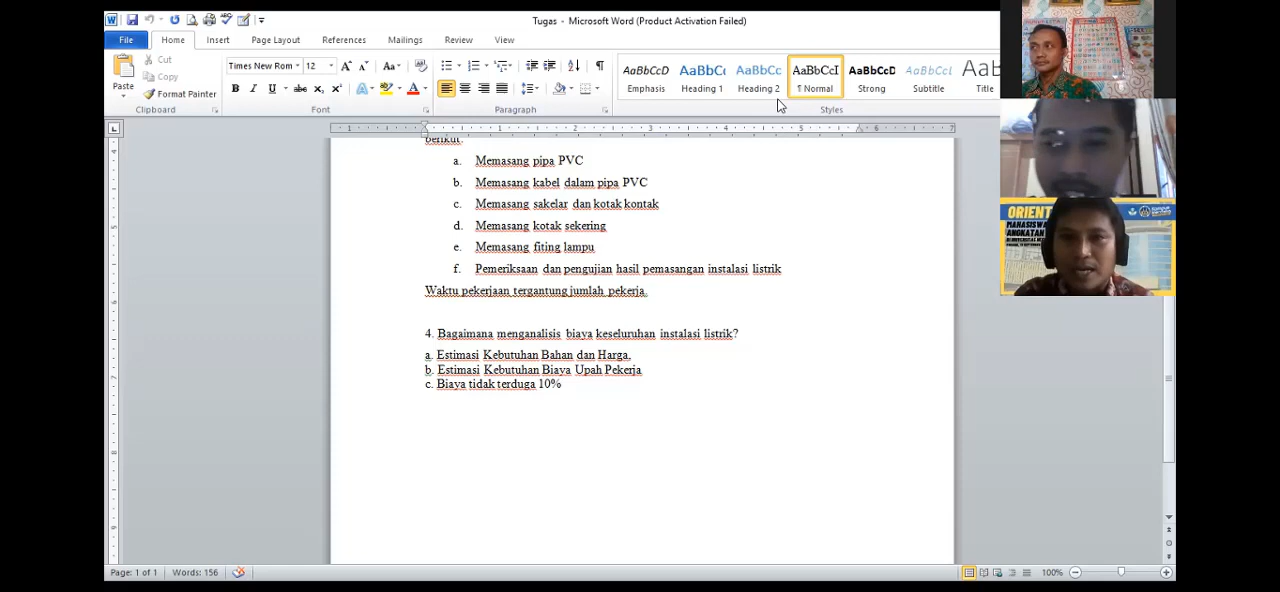 Tugas - Microsoft Word (Product Activation Failed)
File Home Insert Page Layout References Mailings Review View
Paste
Cut
Copy
Format Painter
Clipboard
Times New Rom 12
Font
Paragraph
AaBbCcD AaBbCc AaBbCc AaBbCcI AaBbCcD AaBbCcI AaB
Emphasis Heading 1 Heading 2 ¶ Normal Strong Subtitle Title
Styles
berikut:
a. Memasang pipa PVC
b. Memasang kabel dalam pipa PVC
c. Memasang sakelar dan kotak kontak
d. Memasang kotak sekering
e. Memasang fiting lampu
f. Pemeriksaan dan pengujian hasil pemasangan instalasi listrik
Waktu pekerjaan tergantung jumlah pekerja.
4. Bagaimana menganalisis biaya keseluruhan instalasi listrik?
a. Estimasi Kebutuhan Bahan dan Harga.
b. Estimasi Kebutuhan Biaya Upah Pekerja
c. Biaya tidak terduga 10%
Page: 1 of 1 Words: 156
100%
ORIENT
MAHASISW
ANGKATAN